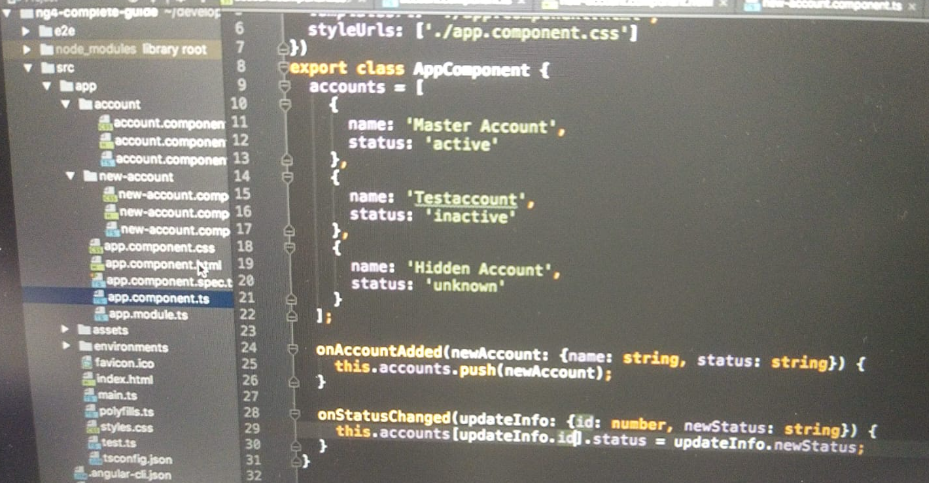 new-account.component.ts
ng4-complete-guide ~/develop
e2e
node_modules library root
src
app
account
account.componen
account.componen
account.componen
new-account
new-account.comp
new-account.comp
new-account.comp
app.component.css
app.component.html
app.component.spec.t
app.component.ts
app.module.ts
assets
environments
favicon.ico
index.html
main.ts
polyfills.ts
styles.css
test.ts
tsconfig.json
.angular-cli.json
6 styleUrls: ['./app.component.css']
7 })
8 export class AppComponent {
9 accounts = [
10 {
11 name: 'Master Account',
12 status: 'active'
13 },
14 {
15 name: 'Testaccount',
16 status: 'inactive'
17 },
18 {
19 name: 'Hidden Account',
20 status: 'unknown'
21 }
22 ];
23
24 onAccountAdded(newAccount: {name: string, status: string}) {
25 this.accounts.push(newAccount);
26 }
27
28 onStatusChanged(updateInfo: {id: number, newStatus: string}) {
29 this.accounts[updateInfo.id].status = updateInfo.newStatus;
30 }
31 }
32